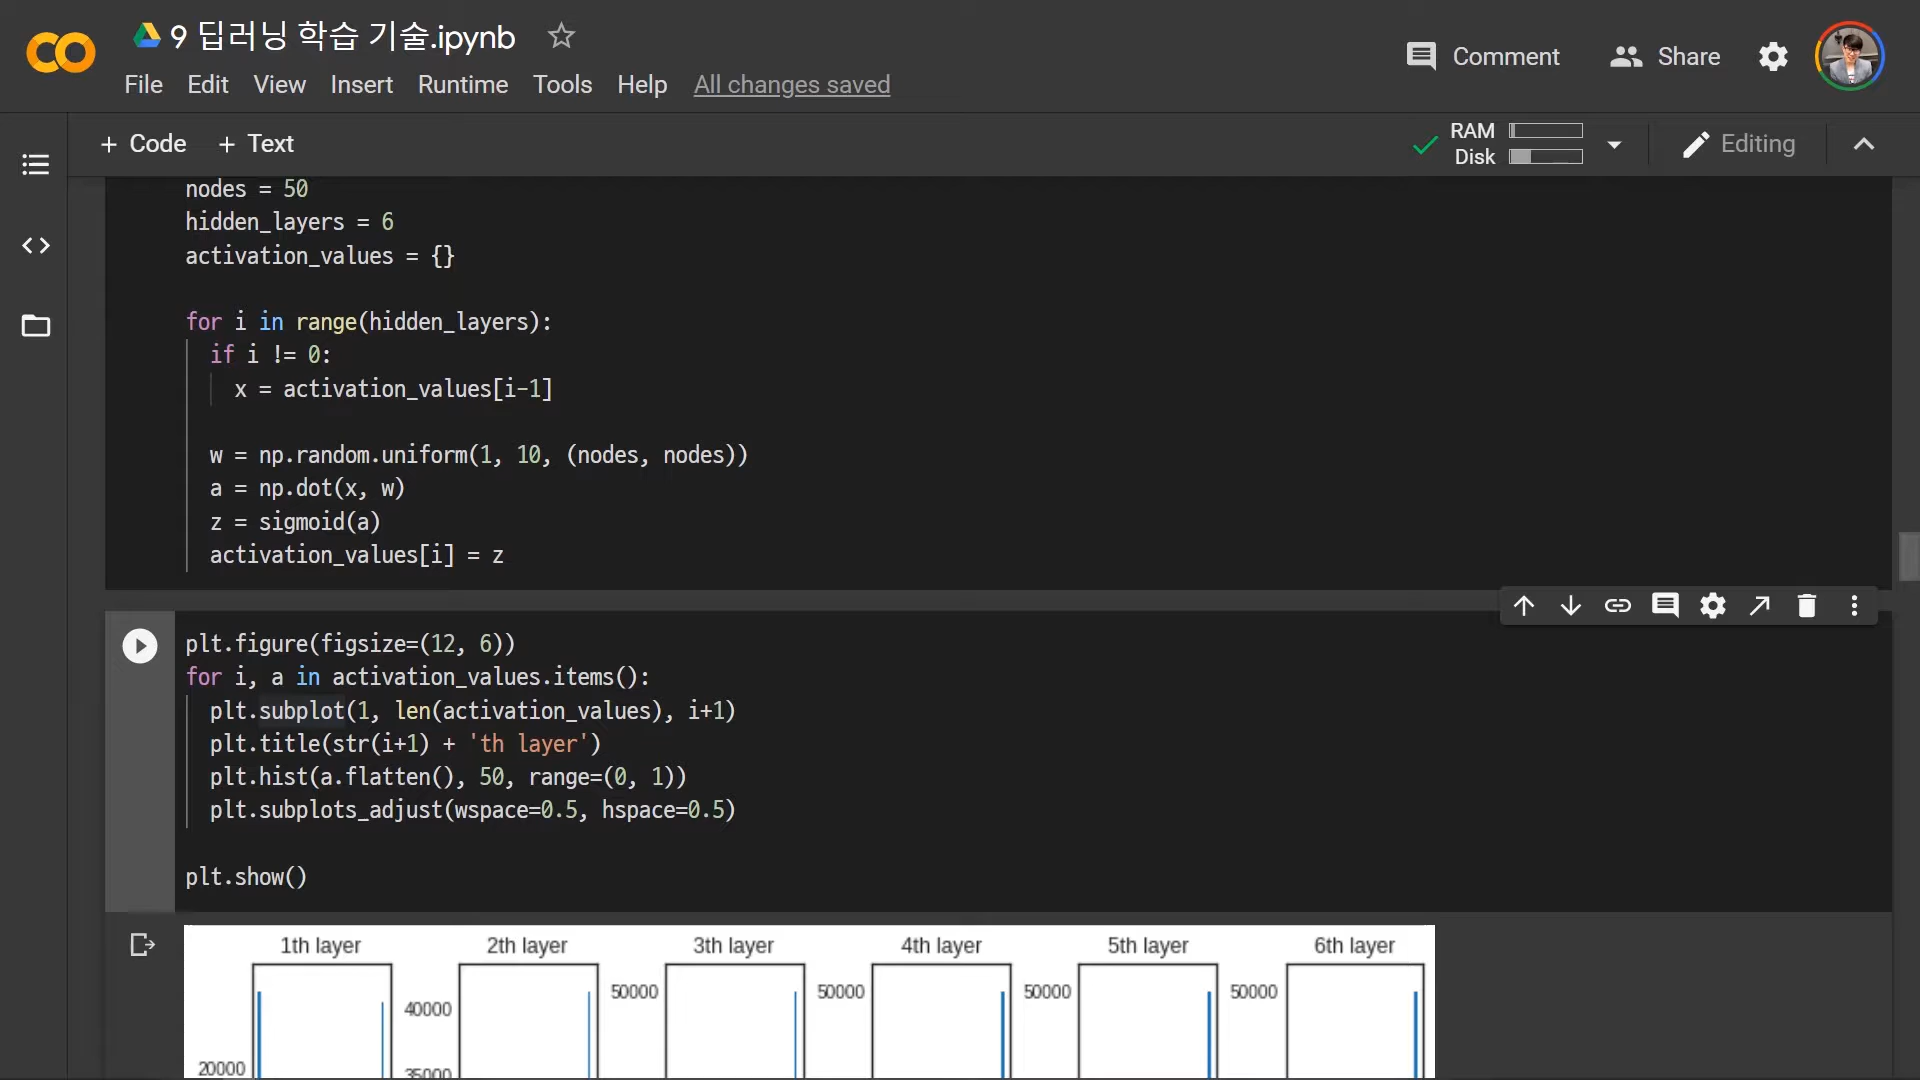 9 딥러닝 학습 기술.ipynb
Comment
Share
File Edit View Insert Runtime Tools Help All changes saved
+ Code + Text
RAM
Disk
Editing
nodes = 50
hidden_layers = 6
activation_values = {}
for i in range(hidden_layers):
if i != 0:
x = activation_values[i-1]
w = np.random.uniform(1, 10, (nodes, nodes))
a = np.dot(x, w)
z = sigmoid(a)
activation_values[i] = z
plt.figure(figsize=(12, 6))
for i, a in activation_values.items():
plt.subplot(1, len(activation_values), i+1)
plt.title(str(i+1) + 'th layer')
plt.hist(a.flatten(), 50, range=(0, 1))
plt.subplots_adjust(wspace=0.5, hspace=0.5)
plt.show()
1th layer 2th layer 3th layer 4th layer 5th layer 6th layer
50000 50000 50000 50000
40000
20000
35000